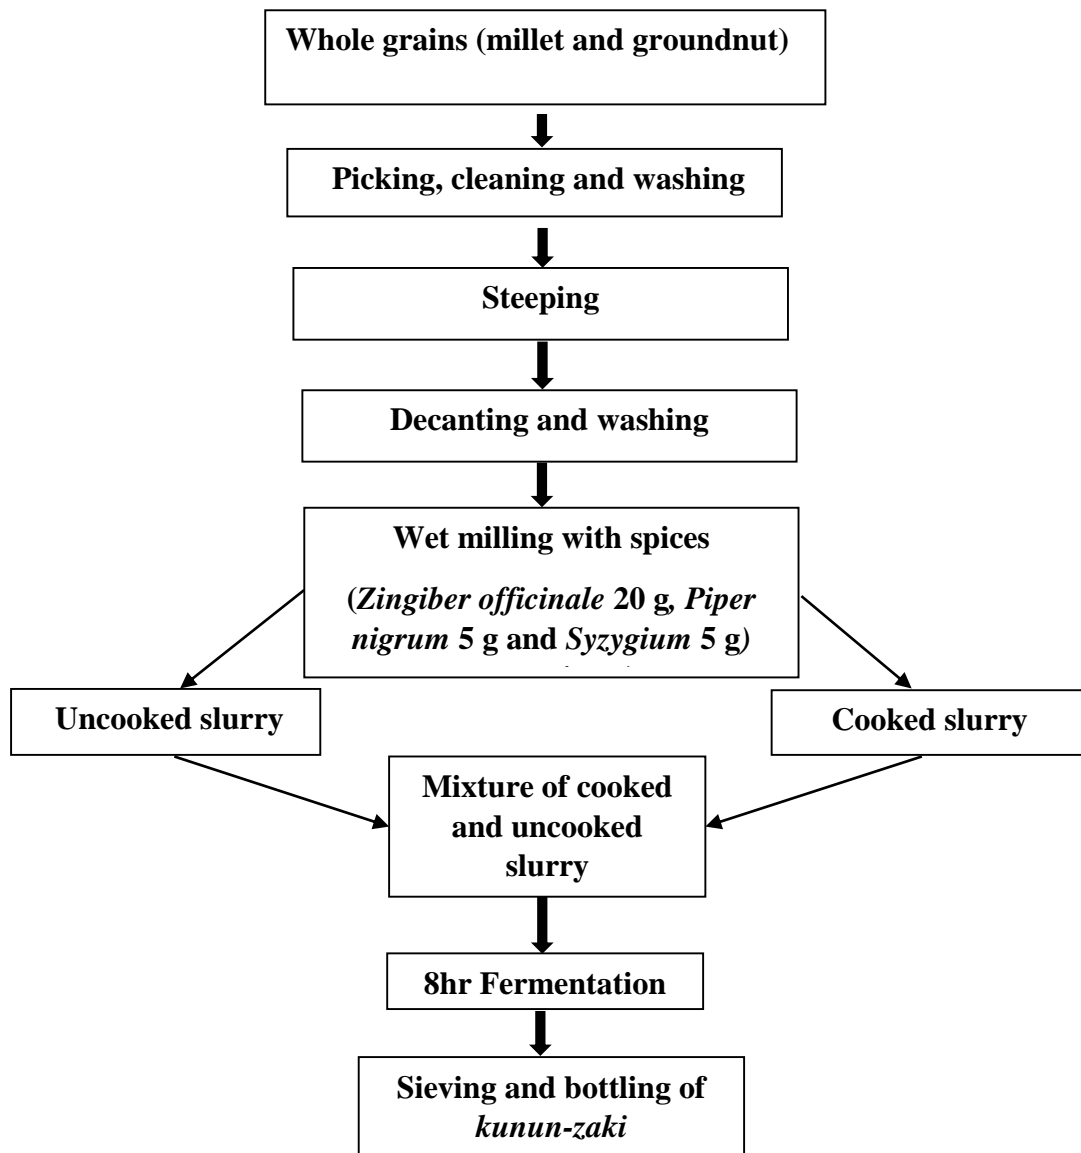 Whole grains (millet and groundnut)
Picking, cleaning and washing
Steeping
Decanting and washing
Wet milling with spices
(Zingiber officinale 20 g, Piper
nigrum 5 g and Syzygium 5 g)
Uncooked slurry
Cooked slurry
Mixture of cooked
and uncooked
slurry
8hr Fermentation
Sieving and bottling of
kunun-zaki